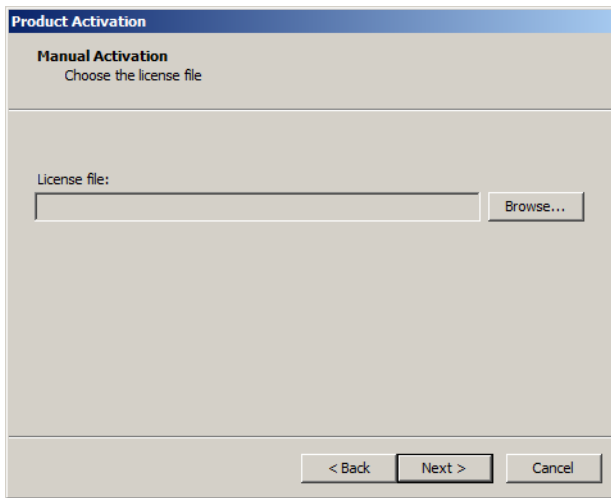 Product Activation
Manual Activation
Choose the license file
License file:
Browse...
< Back Next > Cancel